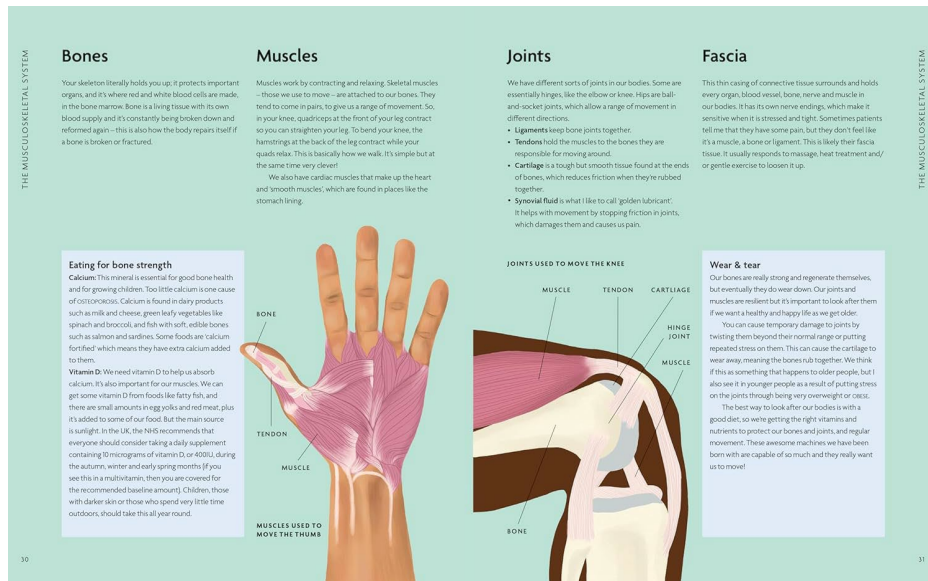 THE MUSCULOSKELETAL SYSTEM
Bones
Your skeleton literally holds you up; it protects important
organs, and it's where red and white blood cells are made,
in the bone marrow. Bone is a living tissue with its own
blood supply and it's constantly being broken down and
reformed again – this is also how the body repairs itself if
a bone is broken or fractured.
Eating for bone strength
Calcium: This mineral is essential for good bone health
and for growing children. Too little calcium is one cause
of OSTEOPOROSIS. Calcium is found in dairy products
such as milk and cheese, green leafy vegetables like
spinach and broccoli, and fish with soft, edible bones
such as salmon and sardines. Some foods are 'calcium
fortified' which means they have extra calcium added
to them.
Vitamin D: We need vitamin D to help us absorb
calcium. It's also important for our muscles. We can
get some vitamin D from foods like fatty fish, and
there are small amounts in egg yolks and red meat, plus
it's added to some of our food. But the main source
is sunlight. In the UK, the NHS recommends that
everyone should consider taking a daily supplement
containing 10 micrograms of vitamin D, or 400IU, during
the autumn, winter and early spring months (if you
see this in a multivitamin, then you are covered for
the recommended baseline amount). Children, those
with darker skin or those who spend very little time
outdoors, should take this all year round.
30
Muscles
Muscles work by contracting and relaxing. Skeletal muscles
– those we use to move – are attached to our bones. They
tend to come in pairs, to give us a range of movement. So,
in your knee, quadriceps at the front of your leg contract
so you can straighten your leg. To bend your knee, the
hamstrings at the back of the leg contract while your
quads relax. This is basically how we walk. It's simple but at
the same time very clever!
We also have cardiac muscles that make up the heart
and 'smooth muscles', which are found in places like the
stomach lining.
BONE
TENDON
MUSCLE
MUSCLES USED TO
MOVE THE THUMB
Joints
We have different sorts of joints in our bodies. Some are
essentially hinges, like the elbow or knee. Hips are ball-
and-socket joints, which allow a range of movement in
different directions.
• Ligaments keep bone joints together.
• Tendons hold the muscles to the bones they are
responsible for moving around.
• Cartilage is a tough but smooth tissue found at the ends
of bones, which reduces friction when they're rubbed
together.
• Synovial fluid is what I like to call 'golden lubricant'.
It helps with movement by stopping friction in joints,
which damages them and causes us pain.
JOINTS USED TO MOVE THE KNEE
MUSCLE
TENDON
CARTLIAGE
HINGE
JOINT
MUSCLE
BONE
Fascia
This thin casing of connective tissue surrounds and holds
every organ, blood vessel, bone, nerve and muscle in
our bodies. It has its own nerve endings, which make it
sensitive when it is stressed and tight. Sometimes patients
tell me that they have some pain, but they don't feel like
it's a muscle, a bone or ligament. This is likely their fascia
tissue. It usually responds to massage, heat treatment and/
or gentle exercise to loosen it up.
Wear & tear
Our bones are really strong and regenerate themselves,
but eventually they do wear down. Our joints and
muscles are resilient but it's important to look after them
if we want a healthy and happy life as we get older.
You can cause temporary damage to joints by
twisting them beyond their normal range or putting
repeated stress on them. This can cause the cartilage to
wear away, meaning the bones rub together. We think
if this as something that happens to older people, but I
also see it in younger people as a result of putting stress
on the joints through being very overweight or OBESE.
The best way to look after our bodies is with a
good diet, so we're getting the right vitamins and
nutrients to protect our bones and joints, and regular
movement. These awesome machines we have been
born with are capable of so much and they really want
us to move!
THE MUSCULOSKELETAL SYSTEM
31